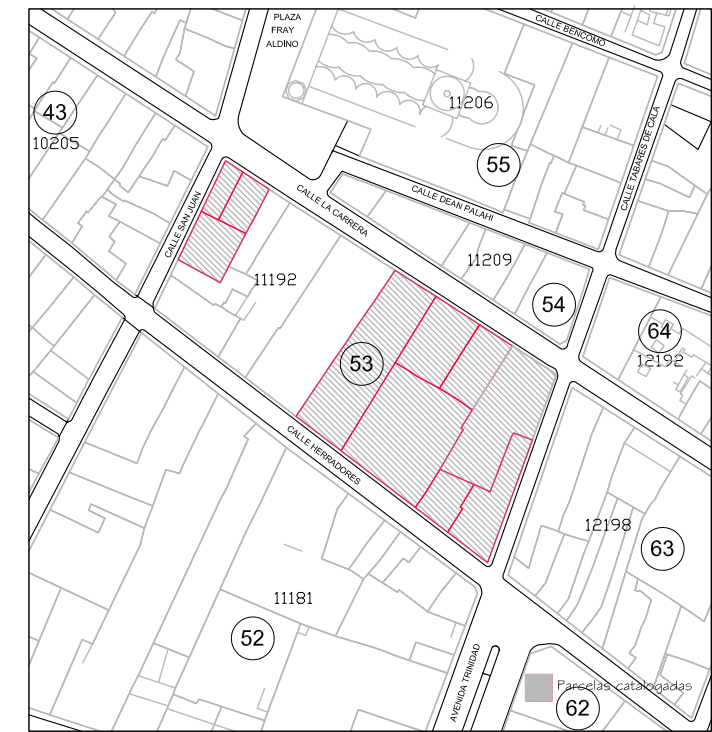 PLAZA
FRAY
ALDINO
CALLE BENCOMO
43
10205
11206
55
CALLE TABARES DE CALA
CALLE SAN JUAN
CALLE LA CARRERA
CALLE DEAN PALAHI
11192
11209
54
64
12192
53
CALLE HERRADORES
12198
63
11181
52
AVENIDA TRINIDAD
Parcelas catalogadas
62